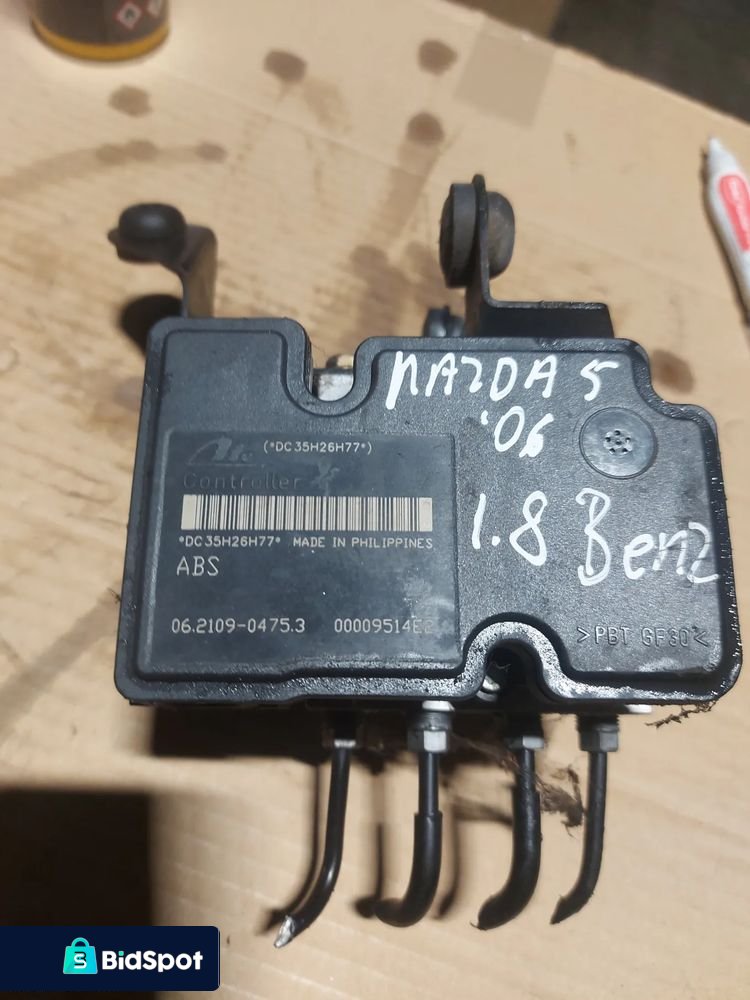 MAZDA 5
'06
1.8 Benz
Ate
(*DC35H26H77*)
Controller
*DC35H26H77* MADE IN PHILIPPINES
ABS
06.2109-0475.3 00009514E2
>PBT GF30<
BidSpot